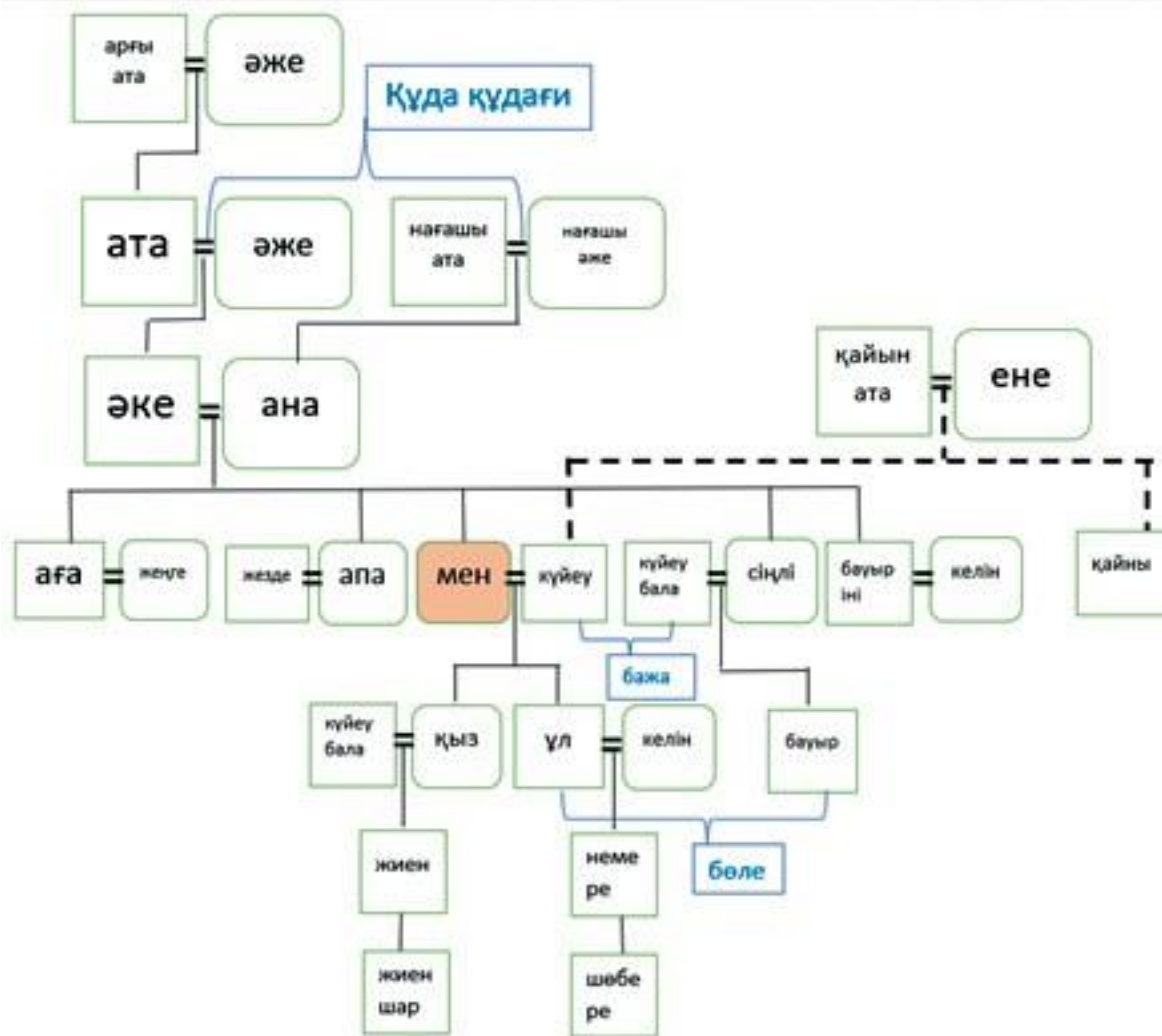 арғы
ата
әже
Құда құдағи
ата
әже
нағашы
ата
нағашы
әже
әке
ана
қайын
ата
ене
аға
жеңге
жезде
апа
мен
күйеу
күйеу
бала
сіңлі
бауыр
іні
келін
қайны
бажа
күйеу
бала
қыз
ұл
келін
бауыр
жиен
неме
ре
бөле
жиен
шар
шөбе
ре